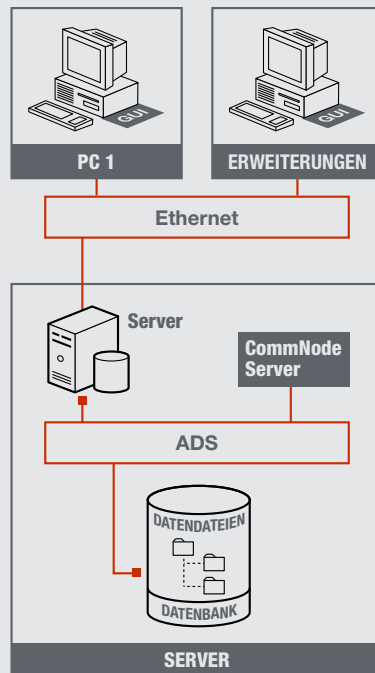 GUI
GUI
PC 1
ERWEITERUNGEN
Ethernet
Server
CommNode
Server
ADS
DATENDATEIEN
DATENBANK
SERVER